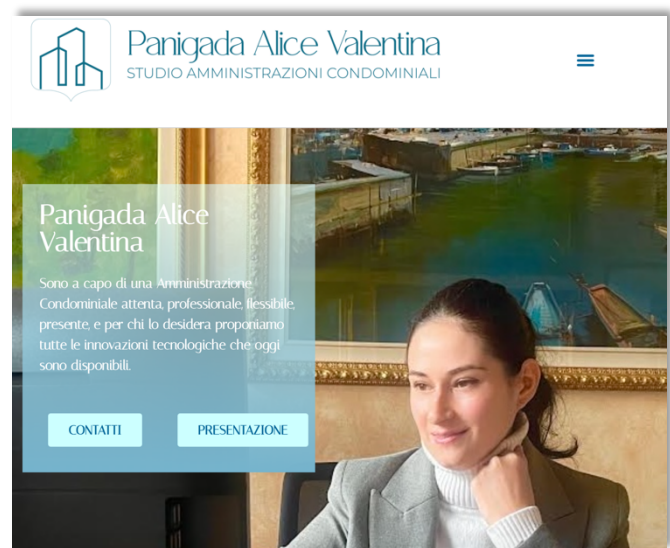 Panigada Alice Valentina
STUDIO AMMINISTRAZIONI CONDOMINIALI
Panigada Alice
Valentina
Sono a capo di una Amministrazione
Condominiale attenta, professionale, flessibile,
presente, e per chi lo desidera proponiamo
tutte le innovazioni tecnologiche che oggi
sono disponibili.
CONTATTI
PRESENTAZIONE